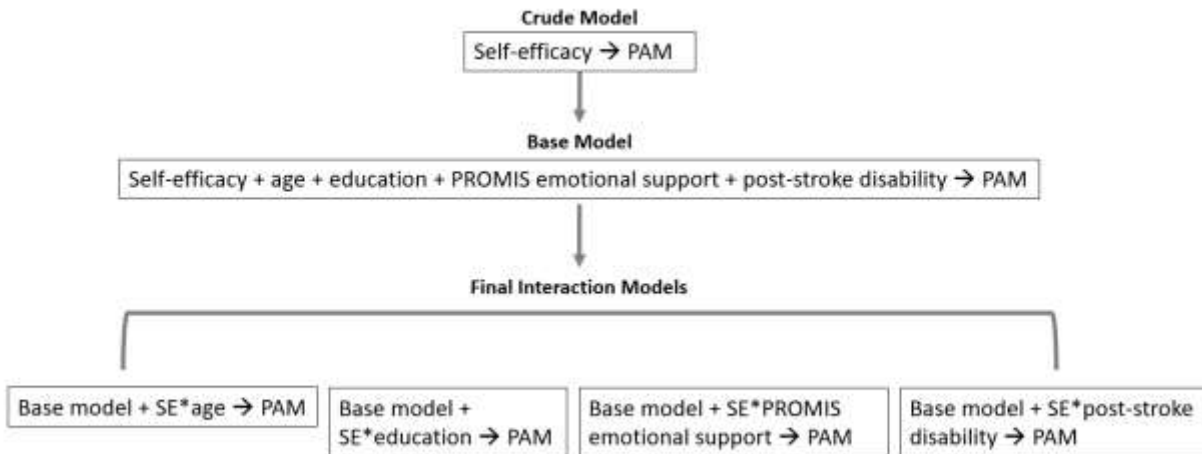 Crude Model
Self-efficacy → PAM
Base Model
Self-efficacy + age + education + PROMIS emotional support + post-stroke disability → PAM
Final Interaction Models
Base model + SE*age → PAM
Base model +
SE*education → PAM
Base model + SE*PROMIS
emotional support → PAM
Base model + SE*post-stroke
disability → PAM